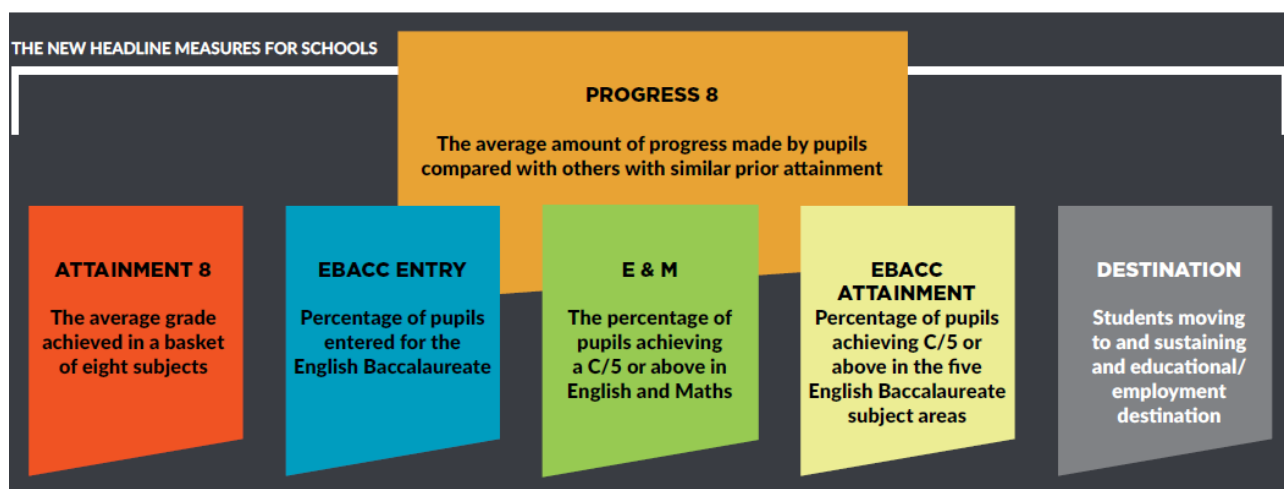 THE NEW HEADLINE MEASURES FOR SCHOOLS
PROGRESS 8
The average amount of progress made by pupils
compared with others with similar prior attainment
ATTAINMENT 8
The average grade
achieved in a basket
of eight subjects
EBACC ENTRY
Percentage of pupils
entered for the
English Baccalaureate
E & M
The percentage of
pupils achieving
a C/5 or above in
English and Maths
EBACC
ATTAINMENT
Percentage of pupils
achieving C/5 or
above in the five
English Baccalaureate
subject areas
DESTINATION
Students moving
to and sustaining
and educational/
employment
destination